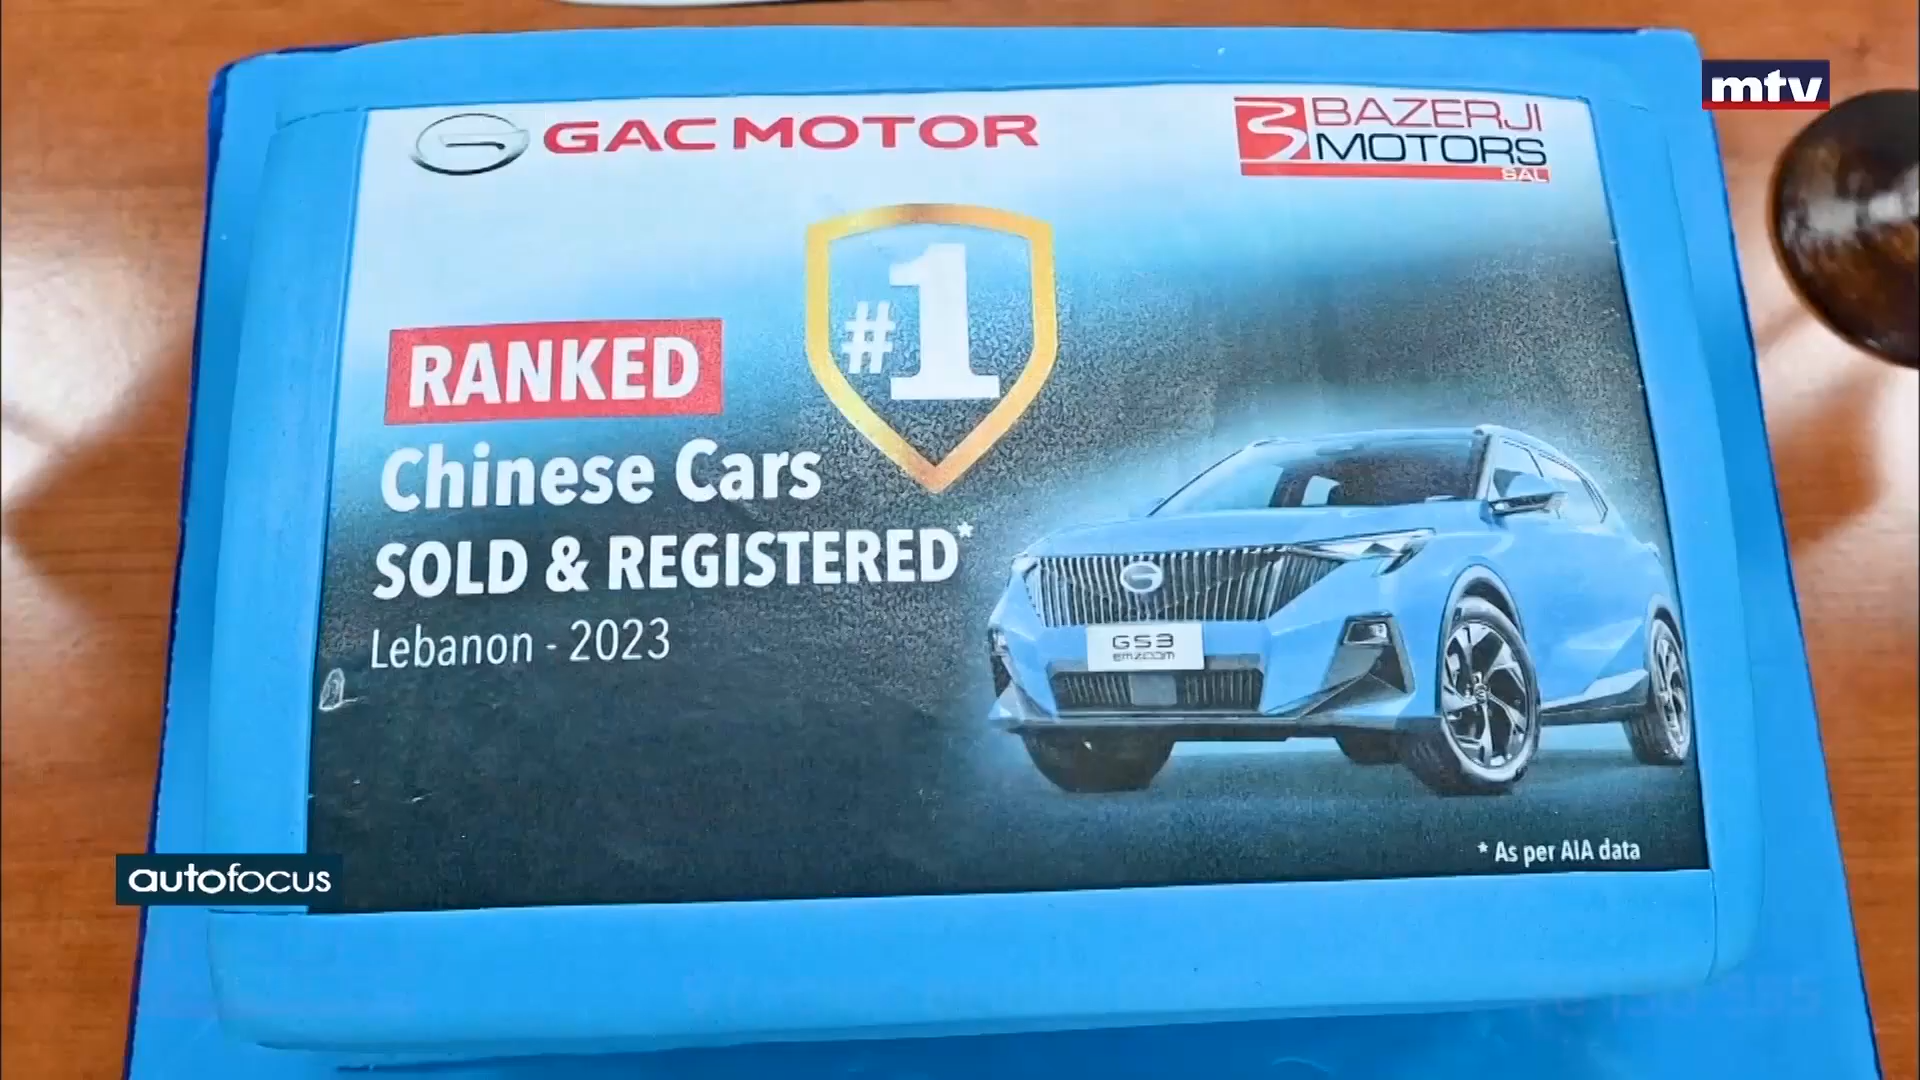 mtv
GAC MOTOR
BAZERJI
MOTORS
SAL
#1
RANKED
Chinese Cars
SOLD & REGISTERED*
Lebanon - 2023
GS3
EMZOOM
* As per AIA data
autofocus